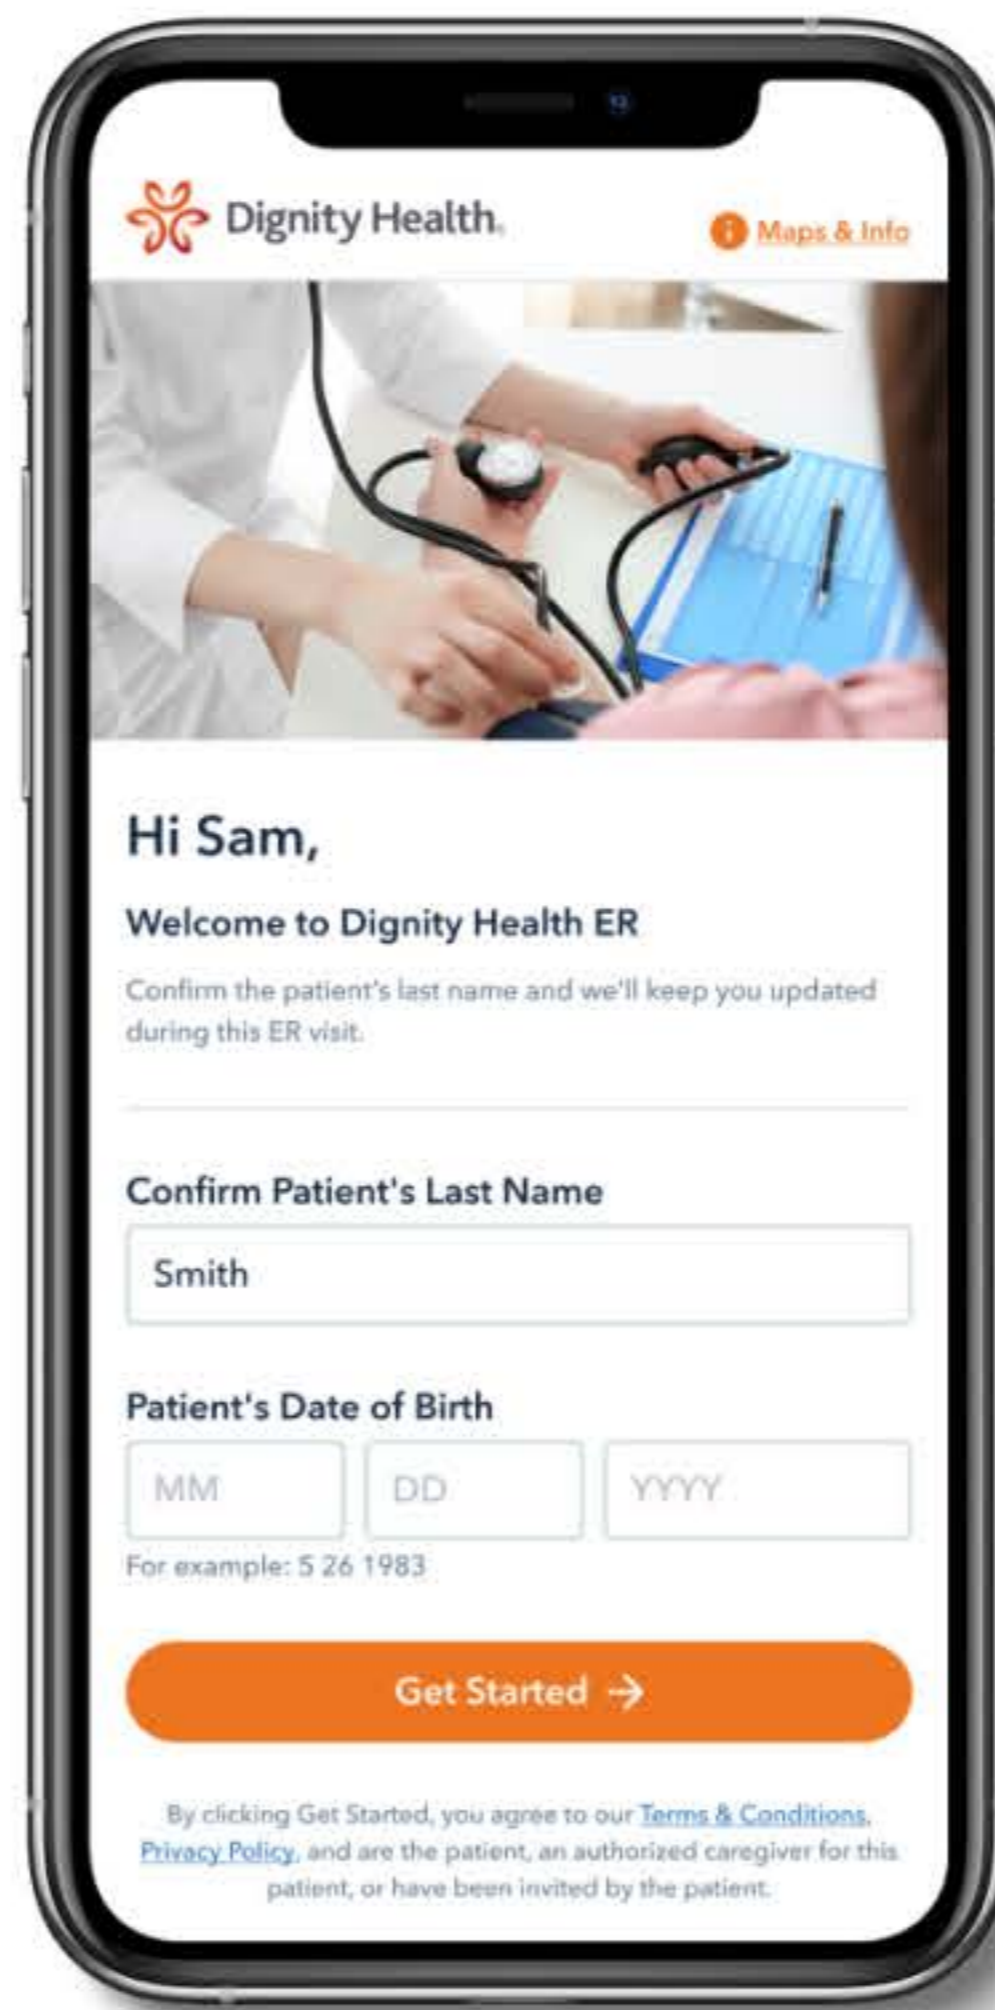 Dignity Health
Maps & Info
Hi Sam,
Welcome to Dignity Health ER
Confirm the patient's last name and we'll keep you updated
during this ER visit.
Confirm Patient's Last Name
Smith
Patient's Date of Birth
MM DD YYYY
For example: 5 26 1983
Get Started →
By clicking Get Started, you agree to our Terms & Conditions,
Privacy Policy, and are the patient, an authorized caregiver for this
patient, or have been invited by the patient.